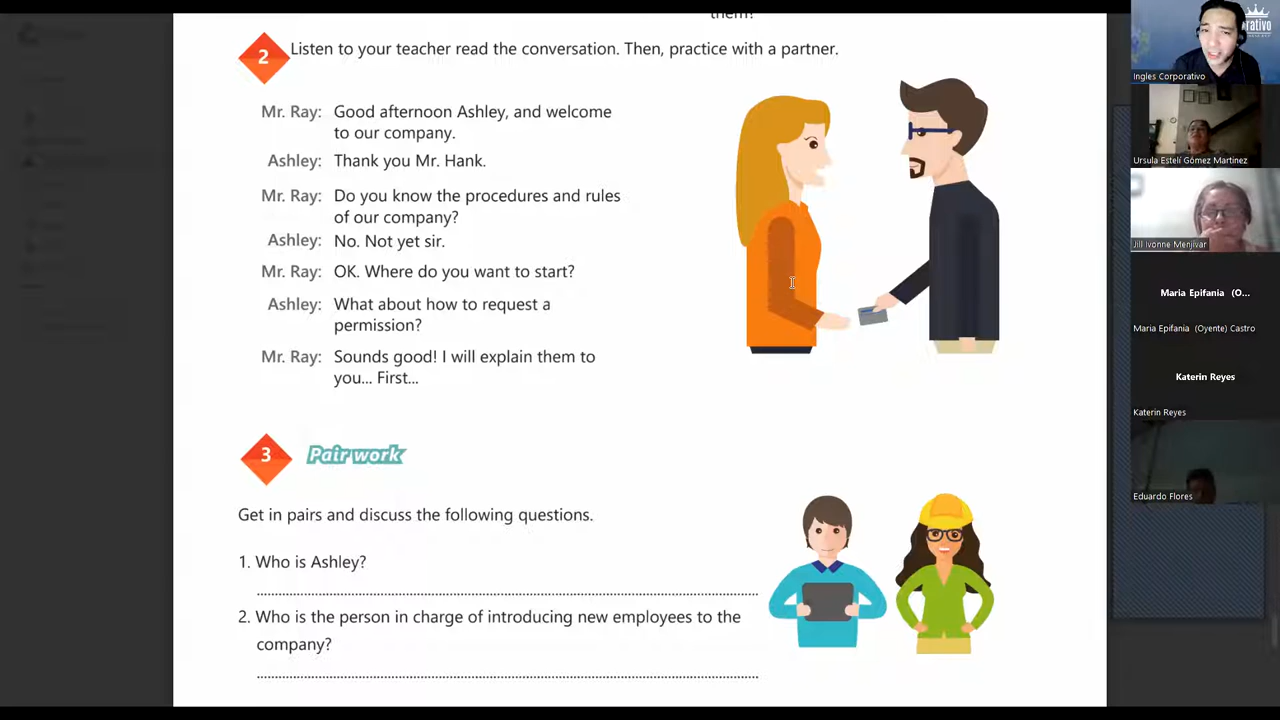 them?
2 Listen to your teacher read the conversation. Then, practice with a partner.
Mr. Ray: Good afternoon Ashley, and welcome
to our company.
Ashley: Thank you Mr. Hank.
Mr. Ray: Do you know the procedures and rules
of our company?
Ashley: No. Not yet sir.
Mr. Ray: OK. Where do you want to start?
Ashley: What about how to request a
permission?
Mr. Ray: Sounds good! I will explain them to
you... First...
3 Pair work
Get in pairs and discuss the following questions.
1. Who is Ashley?
2. Who is the person in charge of introducing new employees to the
company?
rativo
Ingles Corporativo
Ursula Estelí Gómez Martinez
Jill Ivonne Menjívar
Maria Epifania (O...
Maria Epifania (Oyente) Castro
Katerin Reyes
Katerin Reyes
Eduardo Flores